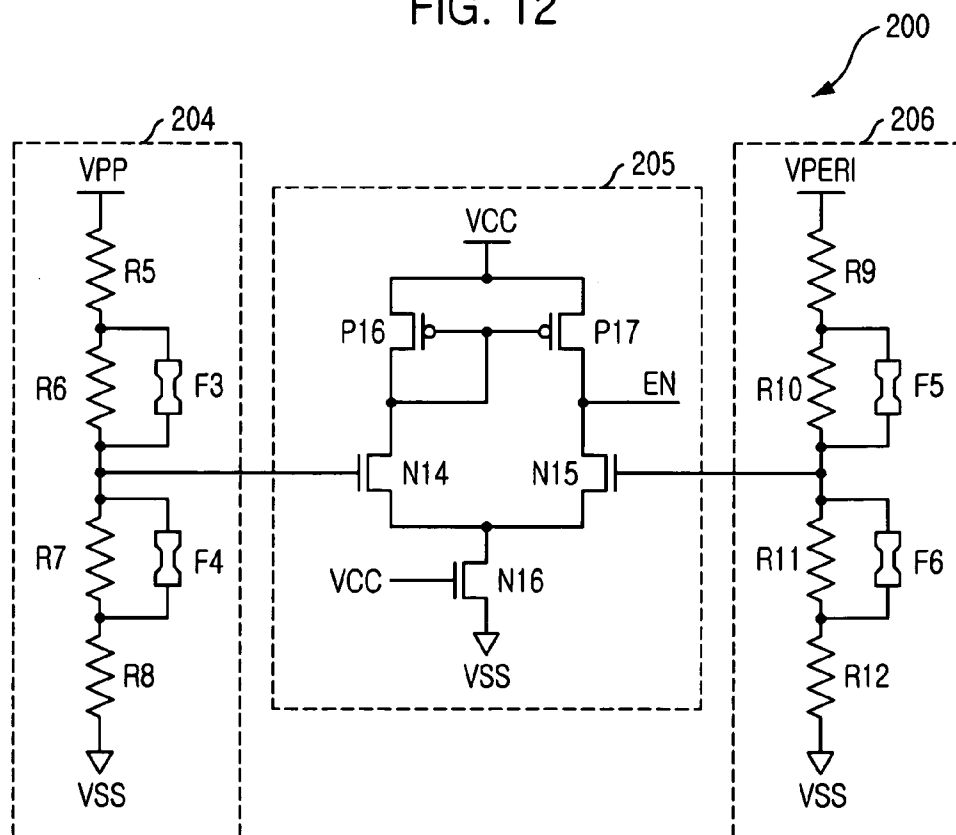 FIG. 12
200
204
VPP
R5
R6
F3
R7
F4
R8
VSS
205
VCC
P16
P17
EN
N14
N15
VCC
N16
VSS
206
VPERI
R9
R10
F5
R11
F6
R12
VSS